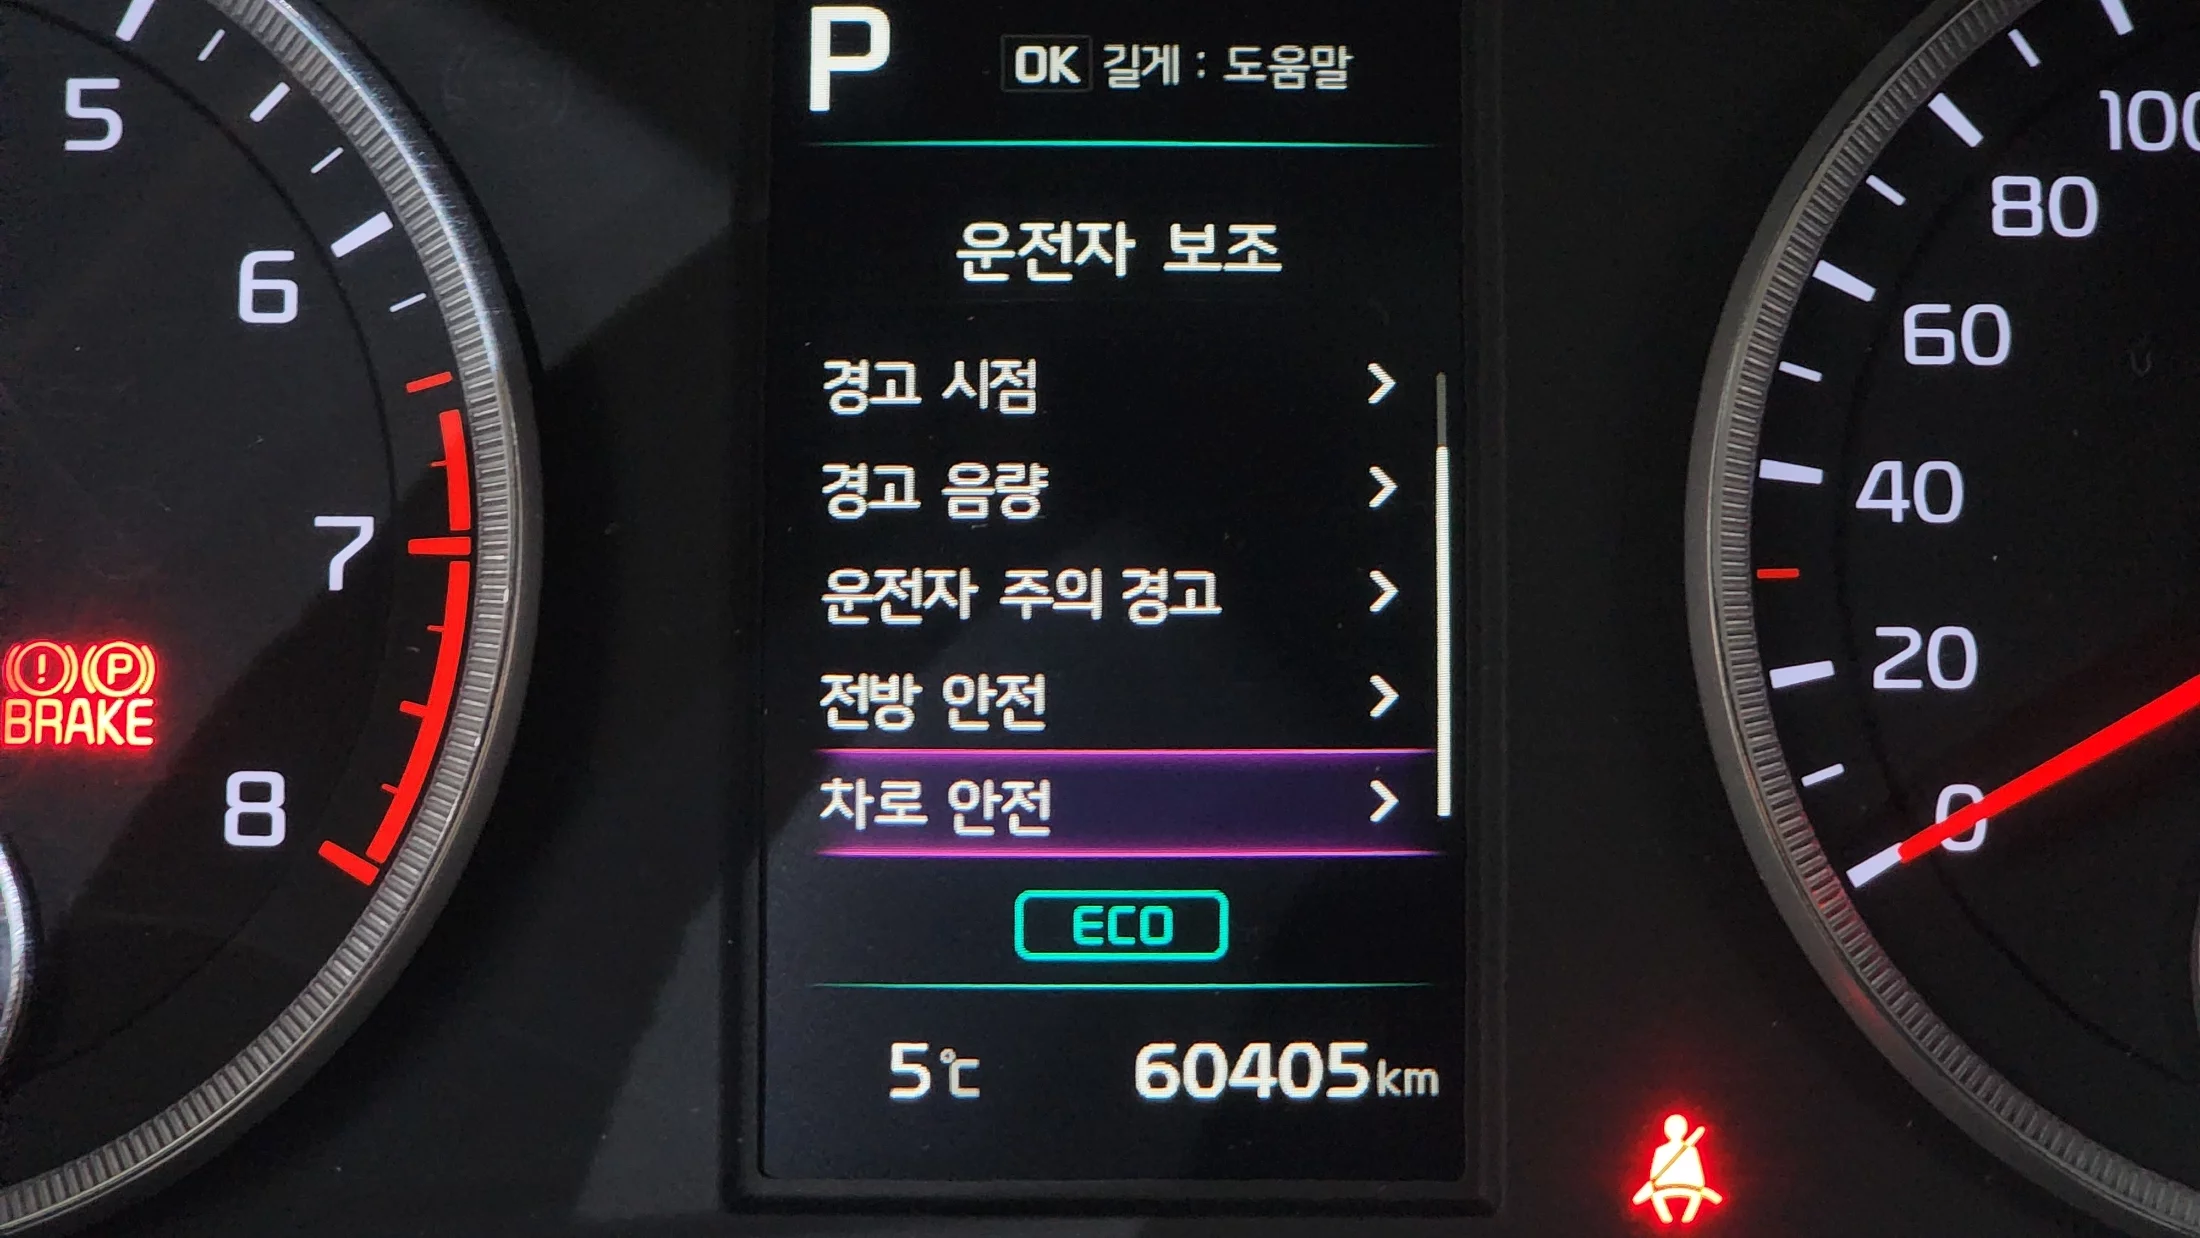 P
OK 길게 : 도움말
운전자 보조
경고 시점
경고 음량
운전자 주의 경고
전방 안전
차로 안전
ECO
5℃ 60405km
5
6
7
8
! P
BRAKE
100
80
60
40
20
0